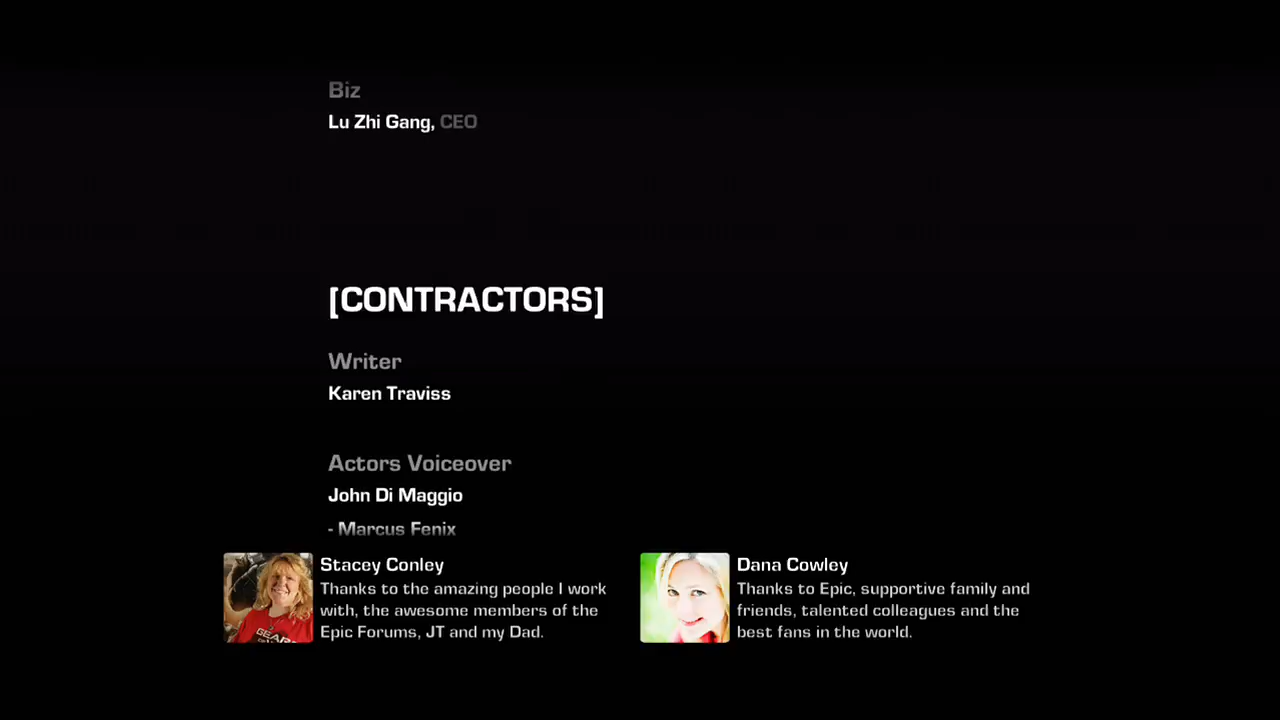 Biz
Lu Zhi Gang, CEO
[CONTRACTORS]
Writer
Karen Traviss
Actors Voiceover
John Di Maggio
- Marcus Fenix
Stacey Conley
Thanks to the amazing people I work
with, the awesome members of the
Epic Forums, JT and my Dad.
Dana Cowley
Thanks to Epic, supportive family and
friends, talented colleagues and the
best fans in the world.
GEARS